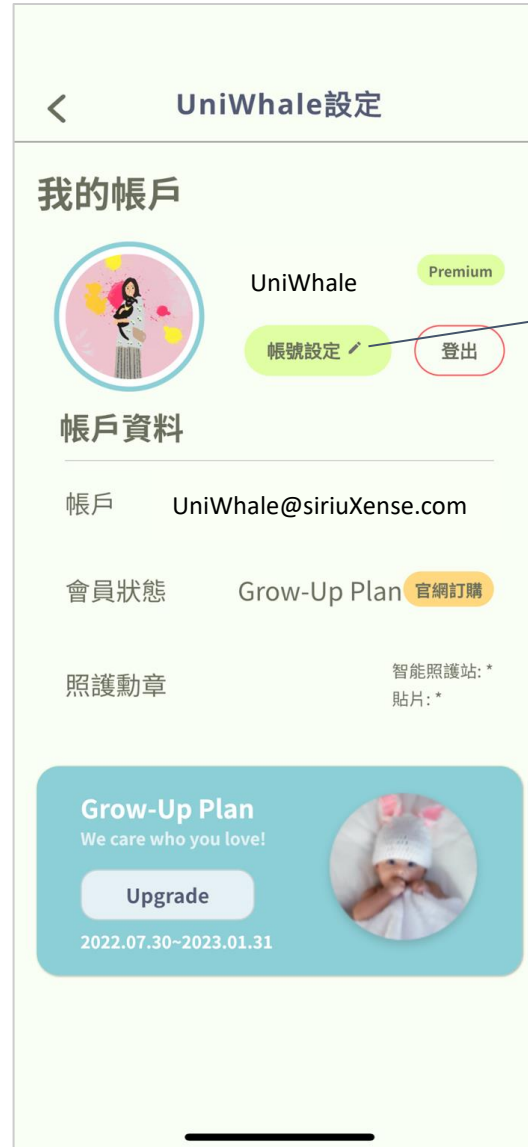 UniWhale設定
我的帳戶
UniWhale
Premium
帳號設定
登出
帳戶資料
帳戶 UniWhale@siriuXense.com
會員狀態 Grow-Up Plan 官網訂購
照護勳章
智能照護站: *
貼片: *
Grow-Up Plan
We care who you love!
Upgrade
2022.07.30~2023.01.31